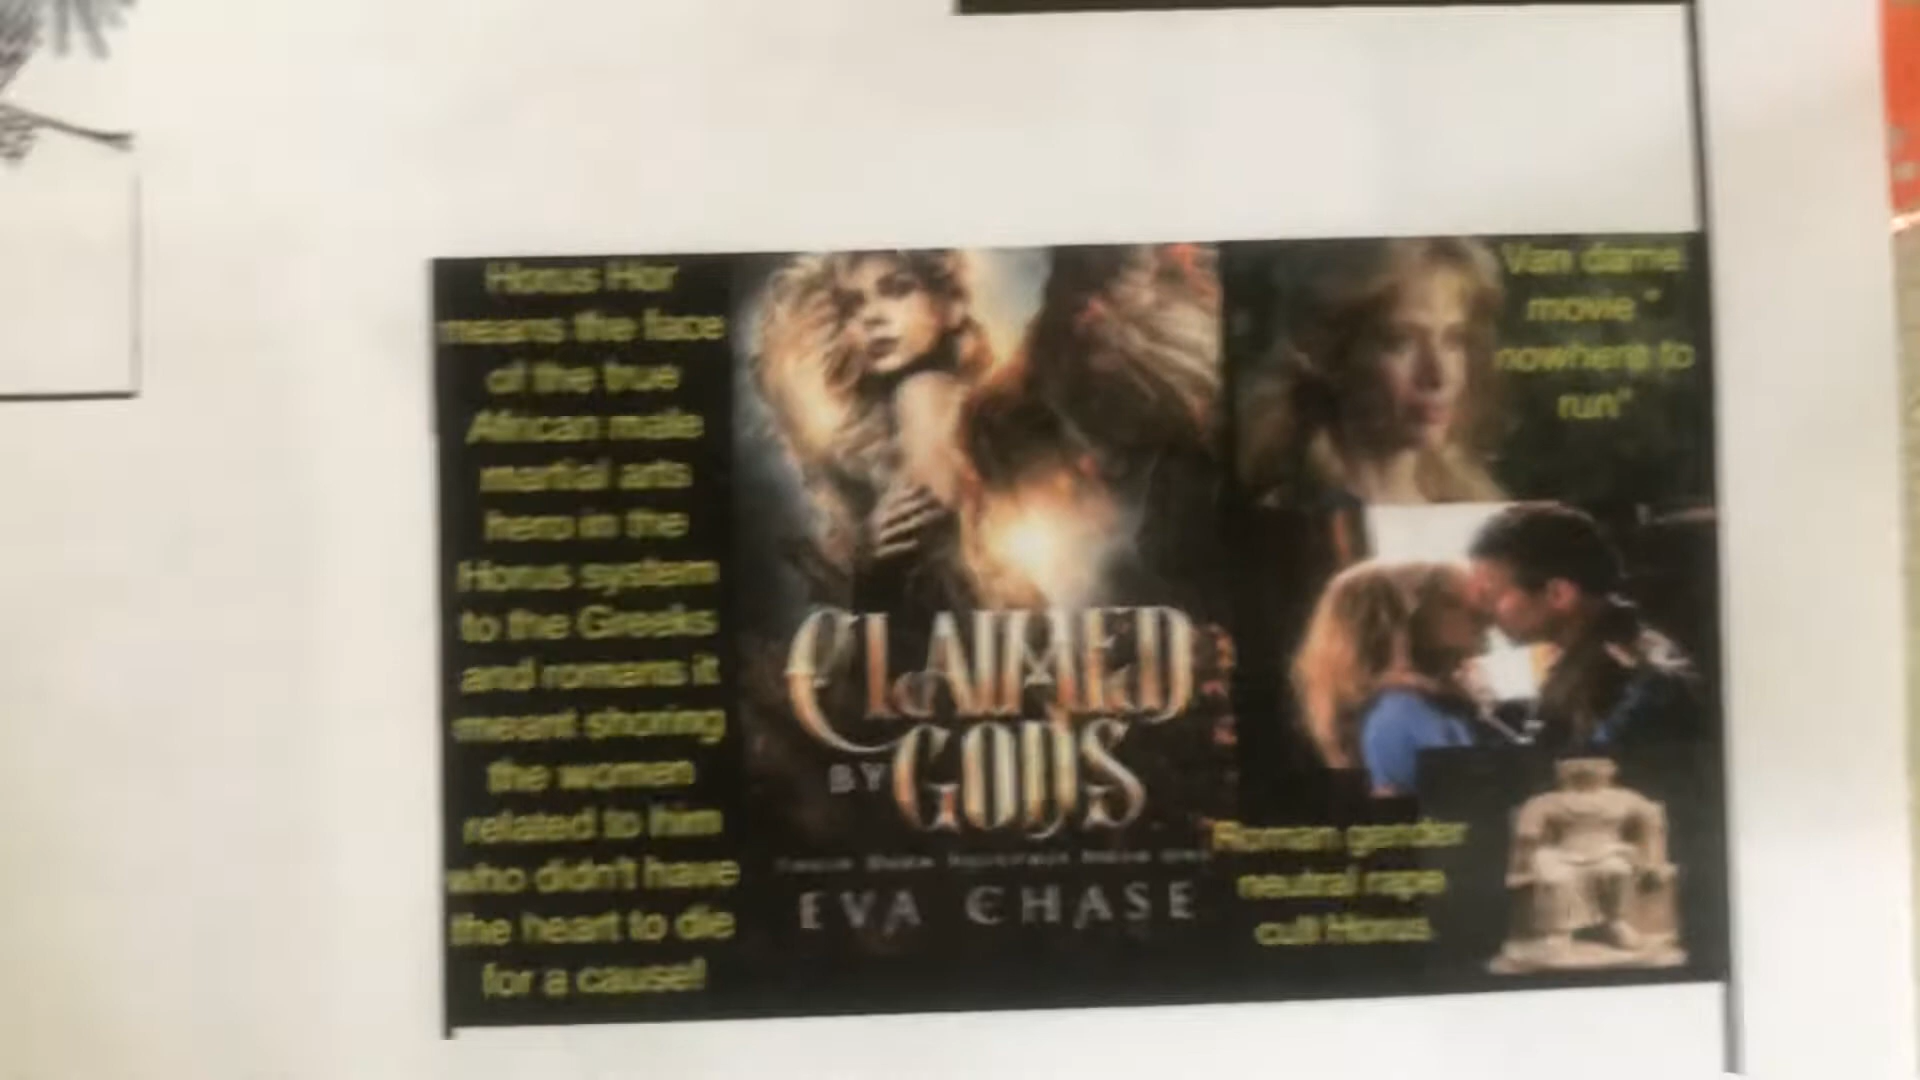 Horus Hor
means the face
of the true
African male
martial arts
hero in the
Horus system
to the Greeks
and romans it
meant sharing
the women
related to him
who didn't have
the heart to die
for a cause!
CLAIMED
BY GODS
EVA CHASE
Van dame
movie "
nowhere to
run"
Roman gender
neutral rape
cult Horus.